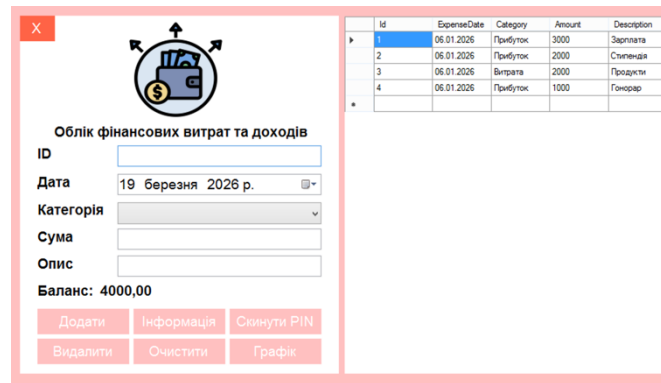 X
Облік фінансових витрат та доходів
ID
Дата 19 березня 2026 р.
Категорія
Сума
Опис
Баланс: 4000,00
Додати Інформація Скинути PIN
Видалити Очистити Графік
Id ExpenseDate Category Amount Description
1 06.01.2026 Прибуток 3000 Зарплата
2 06.01.2026 Прибуток 2000 Стипендія
3 06.01.2026 Витрата 2000 Продукти
4 06.01.2026 Прибуток 1000 Гонорар